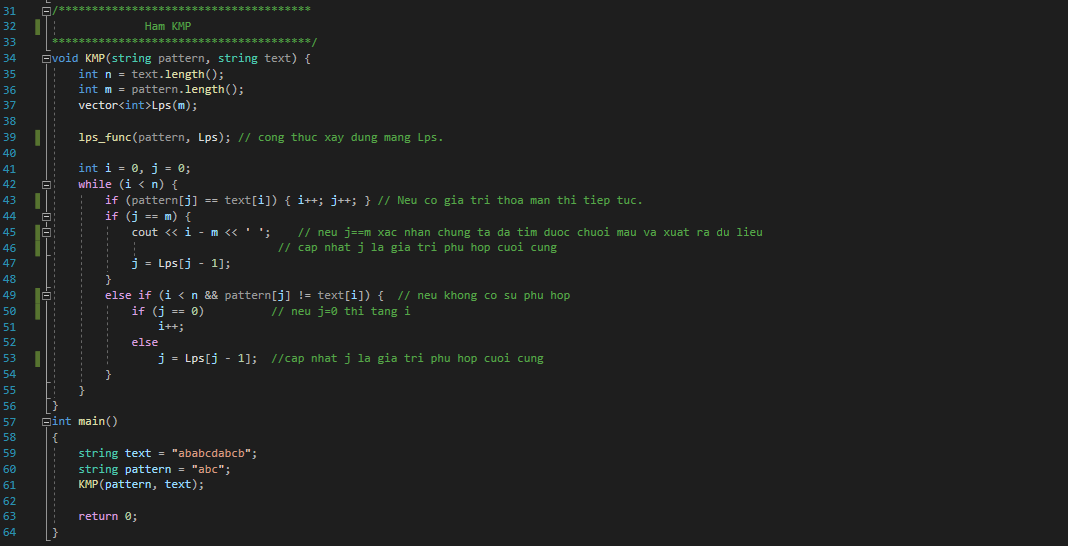 31 /**************************************
32 Ham KMP
33 ***************************************/
34 void KMP(string pattern, string text) {
35 int n = text.length();
36 int m = pattern.length();
37 vector<int>Lps(m);
38
39 lps_func(pattern, Lps); // cong thuc xay dung mang Lps.
40
41 int i = 0, j = 0;
42 while (i < n) {
43 if (pattern[j] == text[i]) { i++; j++; } // Neu co gia tri thoa man thi tiep tuc.
44 if (j == m) {
45 cout << i - m << ' '; // neu j==m xac nhan chung ta da tim duoc chuoi mau va xuat ra du lieu
46 // cap nhat j la gia tri phu hop cuoi cung
47 j = Lps[j - 1];
48 }
49 else if (i < n && pattern[j] != text[i]) { // neu khong co su phu hop
50 if (j == 0) // neu j=0 thi tang i
51 i++;
52 else
53 j = Lps[j - 1]; //cap nhat j la gia tri phu hop cuoi cung
54 }
55 }
56 }
57 int main()
58 {
59 string text = "ababcdabcb";
60 string pattern = "abc";
61 KMP(pattern, text);
62
63 return 0;
64 }